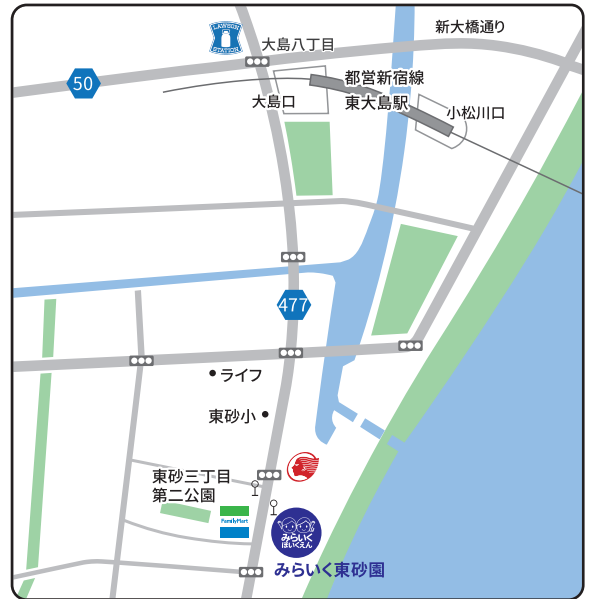 新大橋通り
LAWSON
STATION
大島八丁目
50
都営新宿線
東大島駅
大島口
小松川口
477
ライフ
東砂小
東砂三丁目
第二公園
FamilyMart
みらいく
ほいくえん
みらいく東砂園